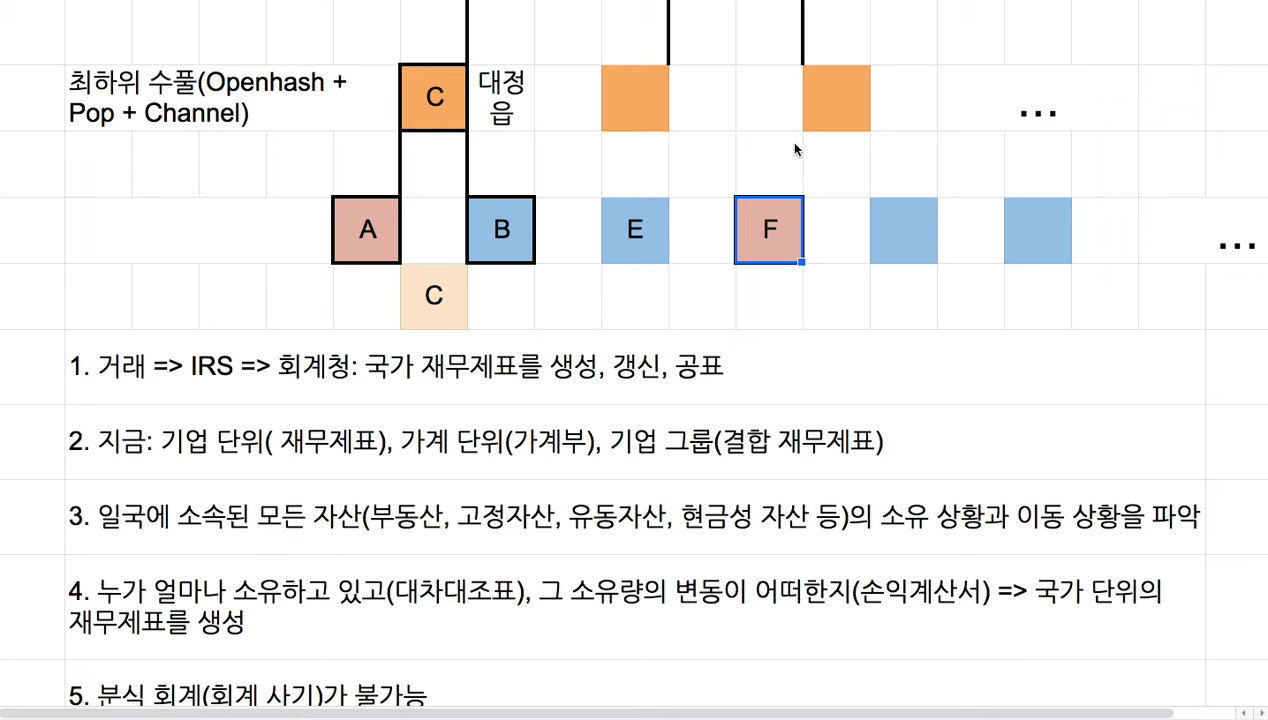 최하위 수풀(Openhash +
Pop + Channel)
C
대정
읍
...
A
B
E
F
...
C
1. 거래 => IRS => 회계청: 국가 재무제표를 생성, 갱신, 공표
2. 지금: 기업 단위( 재무제표), 가계 단위(가계부), 기업 그룹(결합 재무제표)
3. 일국에 소속된 모든 자산(부동산, 고정자산, 유동자산, 현금성 자산 등)의 소유 상황과 이동 상황을 파악
4. 누가 얼마나 소유하고 있고(대차대조표), 그 소유량의 변동이 어떠한지(손익계산서) => 국가 단위의
재무제표를 생성
5. 분식 회계(회계 사기)가 불가능